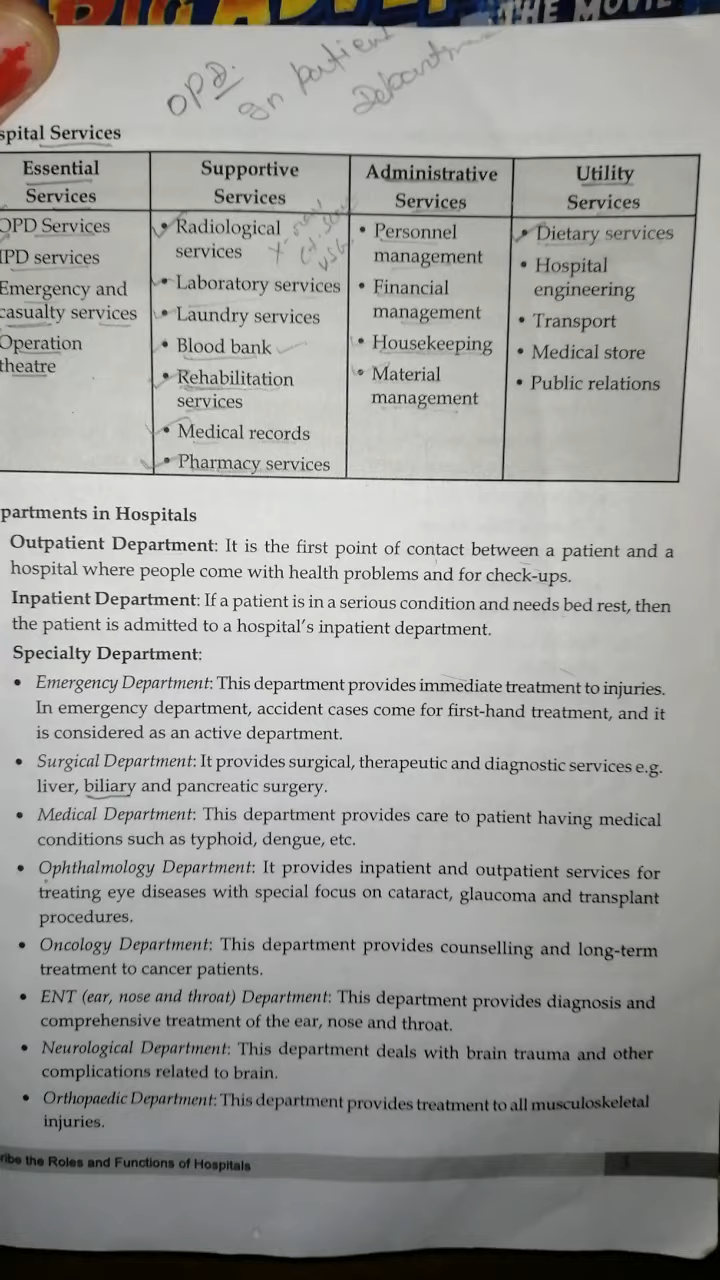 BIG ADVE THE MOVIE
OPD.
In patient
Department
spital Services
Essential Services
Supportive Services
Administrative Services
Utility Services
OPD Services
IPD services
Emergency and
casualty services
Operation
theatre
• Radiological
services
X-ray
CT-scan
USG
• Laboratory services
• Laundry services
• Blood bank
• Rehabilitation
services
• Medical records
• Pharmacy services
• Personnel
management
• Financial
management
• Housekeeping
• Material
management
• Dietary services
• Hospital
engineering
• Transport
• Medical store
• Public relations
partments in Hospitals
Outpatient Department: It is the first point of contact between a patient and a
hospital where people come with health problems and for check-ups.
Inpatient Department: If a patient is in a serious condition and needs bed rest, then
the patient is admitted to a hospital's inpatient department.
Specialty Department:
• Emergency Department: This department provides immediate treatment to injuries.
In emergency department, accident cases come for first-hand treatment, and it
is considered as an active department.
• Surgical Department: It provides surgical, therapeutic and diagnostic services e.g.
liver, biliary and pancreatic surgery.
• Medical Department: This department provides care to patient having medical
conditions such as typhoid, dengue, etc.
• Ophthalmology Department: It provides inpatient and outpatient services for
treating eye diseases with special focus on cataract, glaucoma and transplant
procedures.
• Oncology Department: This department provides counselling and long-term
treatment to cancer patients.
• ENT (ear, nose and throat) Department: This department provides diagnosis and
comprehensive treatment of the ear, nose and throat.
• Neurological Department: This department deals with brain trauma and other
complications related to brain.
• Orthopaedic Department: This department provides treatment to all musculoskeletal
injuries.
ribe the Roles and Functions of Hospitals 3